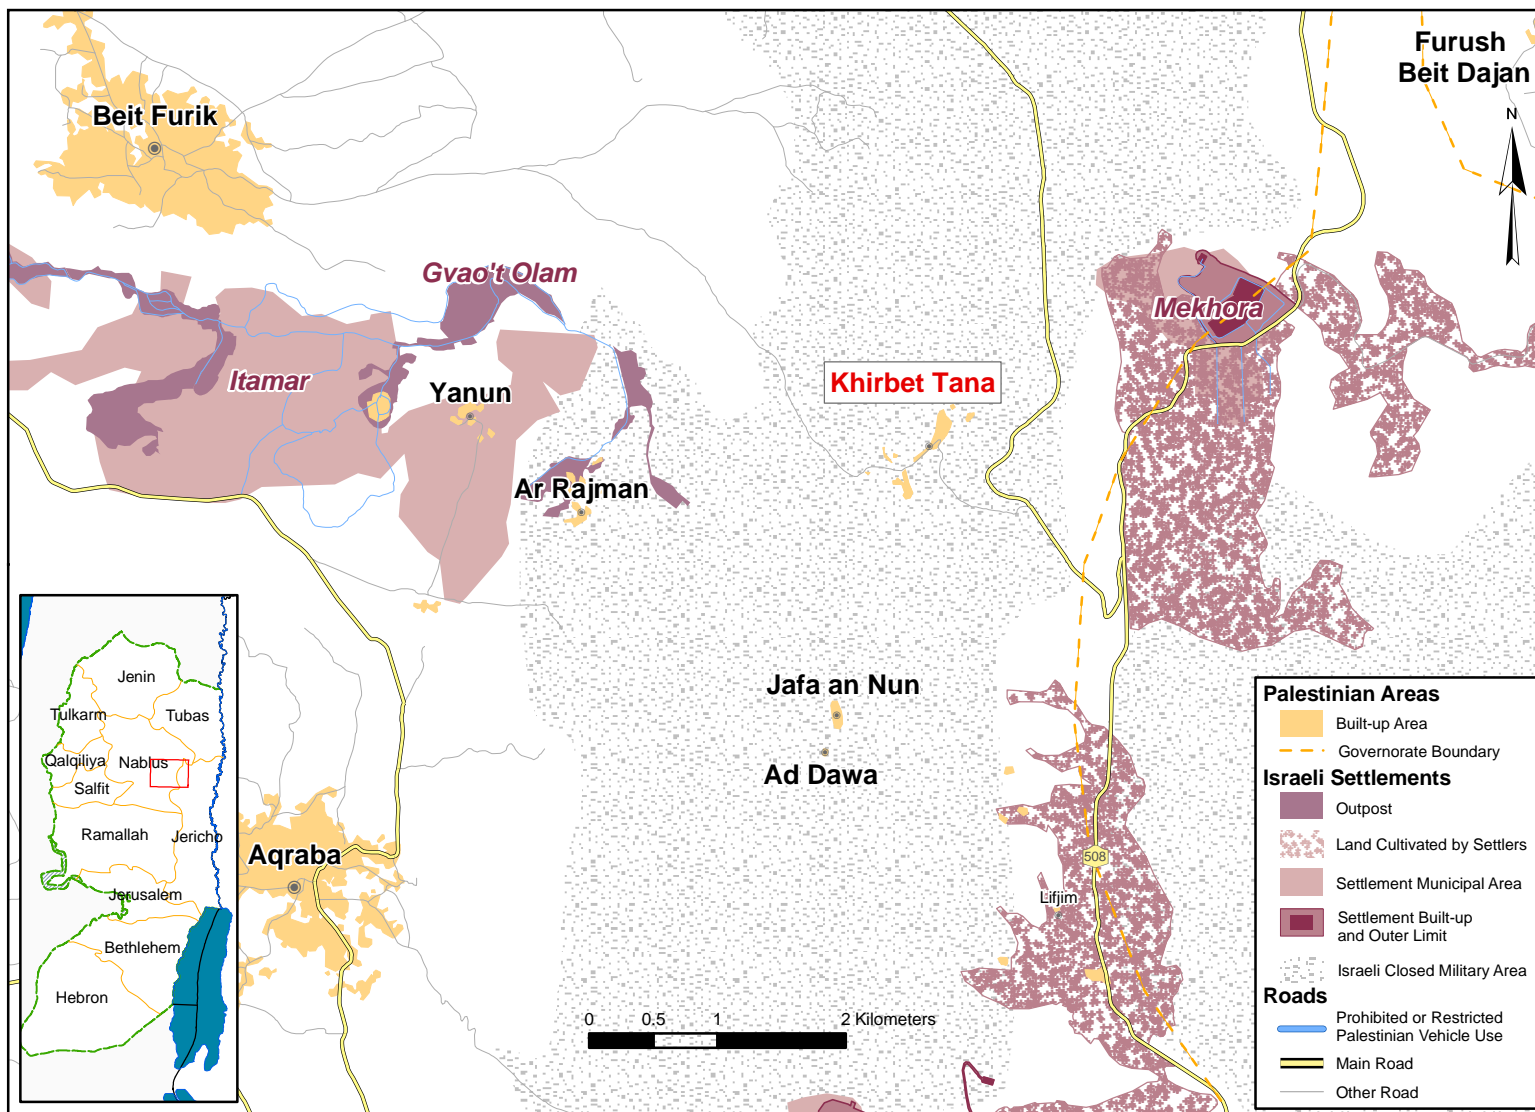 Furush
Beit Dajan
Beit Furik
N
Gvao't Olam
Mekhora
Itamar
Yanun
Khirbet Tana
Ar Rajman
Jafa an Nun
Ad Dawa
Aqraba
508
Lifjim
0 0.5 1 2 Kilometers
Jenin
Tulkarm
Tubas
Qalqiliya
Nablus
Salfit
Ramallah
Jericho
Jerusalem
Bethlehem
Hebron
Palestinian Areas
Built-up Area
Governorate Boundary
Israeli Settlements
Outpost
Land Cultivated by Settlers
Settlement Municipal Area
Settlement Built-up
and Outer Limit
Israeli Closed Military Area
Roads
Prohibited or Restricted
Palestinian Vehicle Use
Main Road
Other Road